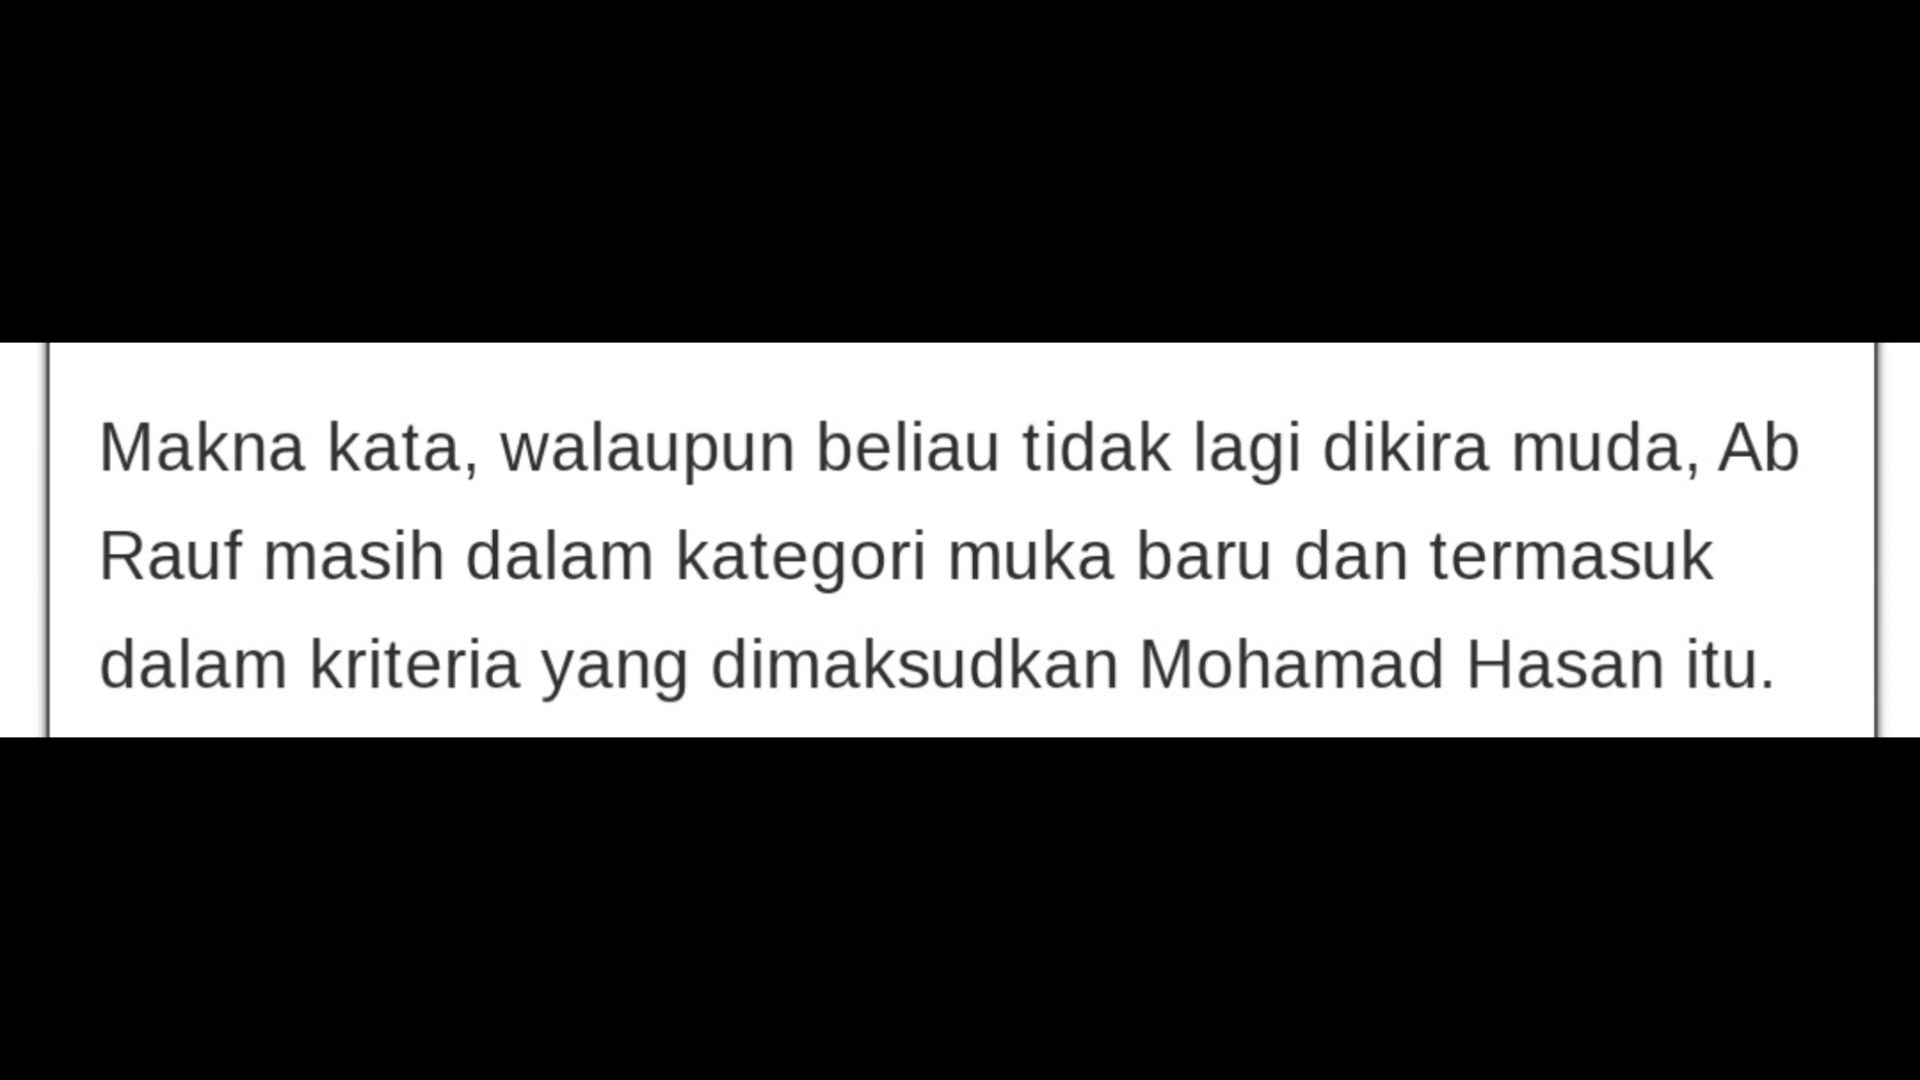 Makna kata, walaupun beliau tidak lagi dikira muda, Ab
Rauf masih dalam kategori muka baru dan termasuk
dalam kriteria yang dimaksudkan Mohamad Hasan itu.